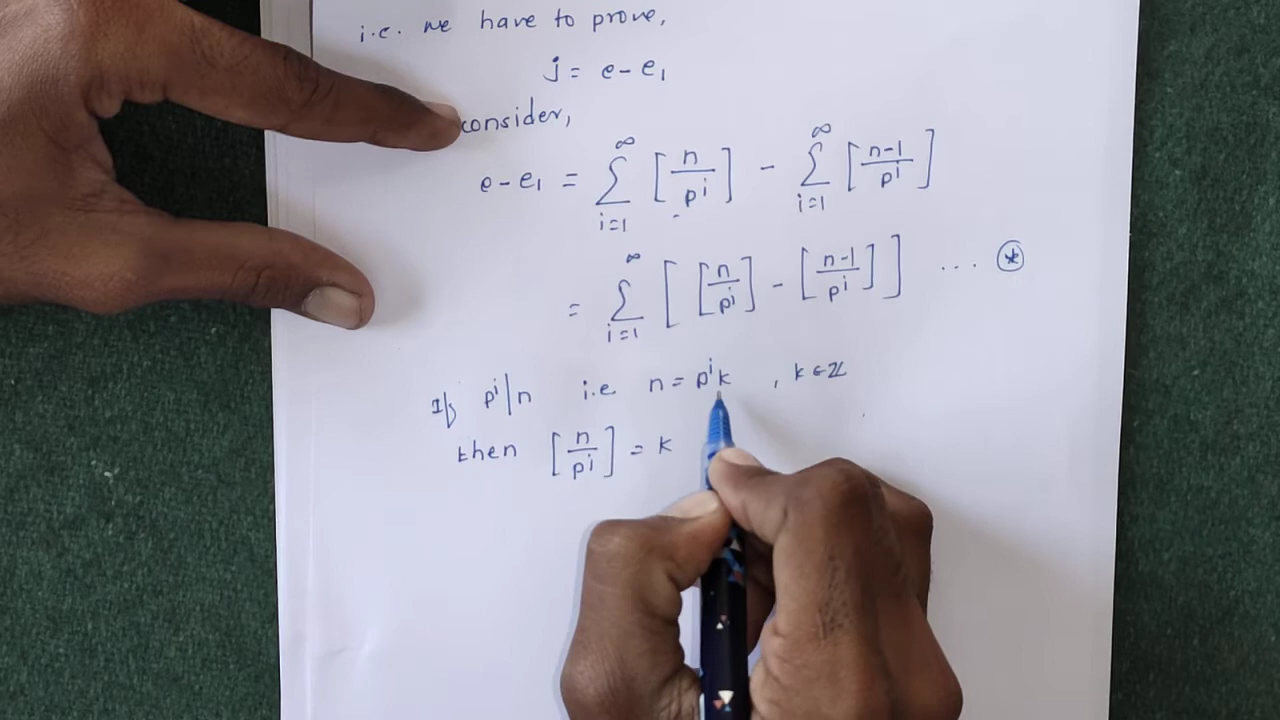 i.e. we have to prove,
j = e - e₁
consider,
e - e₁ = ∑_{i=1}^{∞} [n/pⁱ] - ∑_{i=1}^{∞} [(n-1)/pⁱ]
= ∑_{i=1}^{∞} [ [n/pⁱ] - [(n-1)/pⁱ] ] ... ⊛
If pⁱ|n i.e n = pⁱk , k ∈ ℤ
then [n/pⁱ] = k